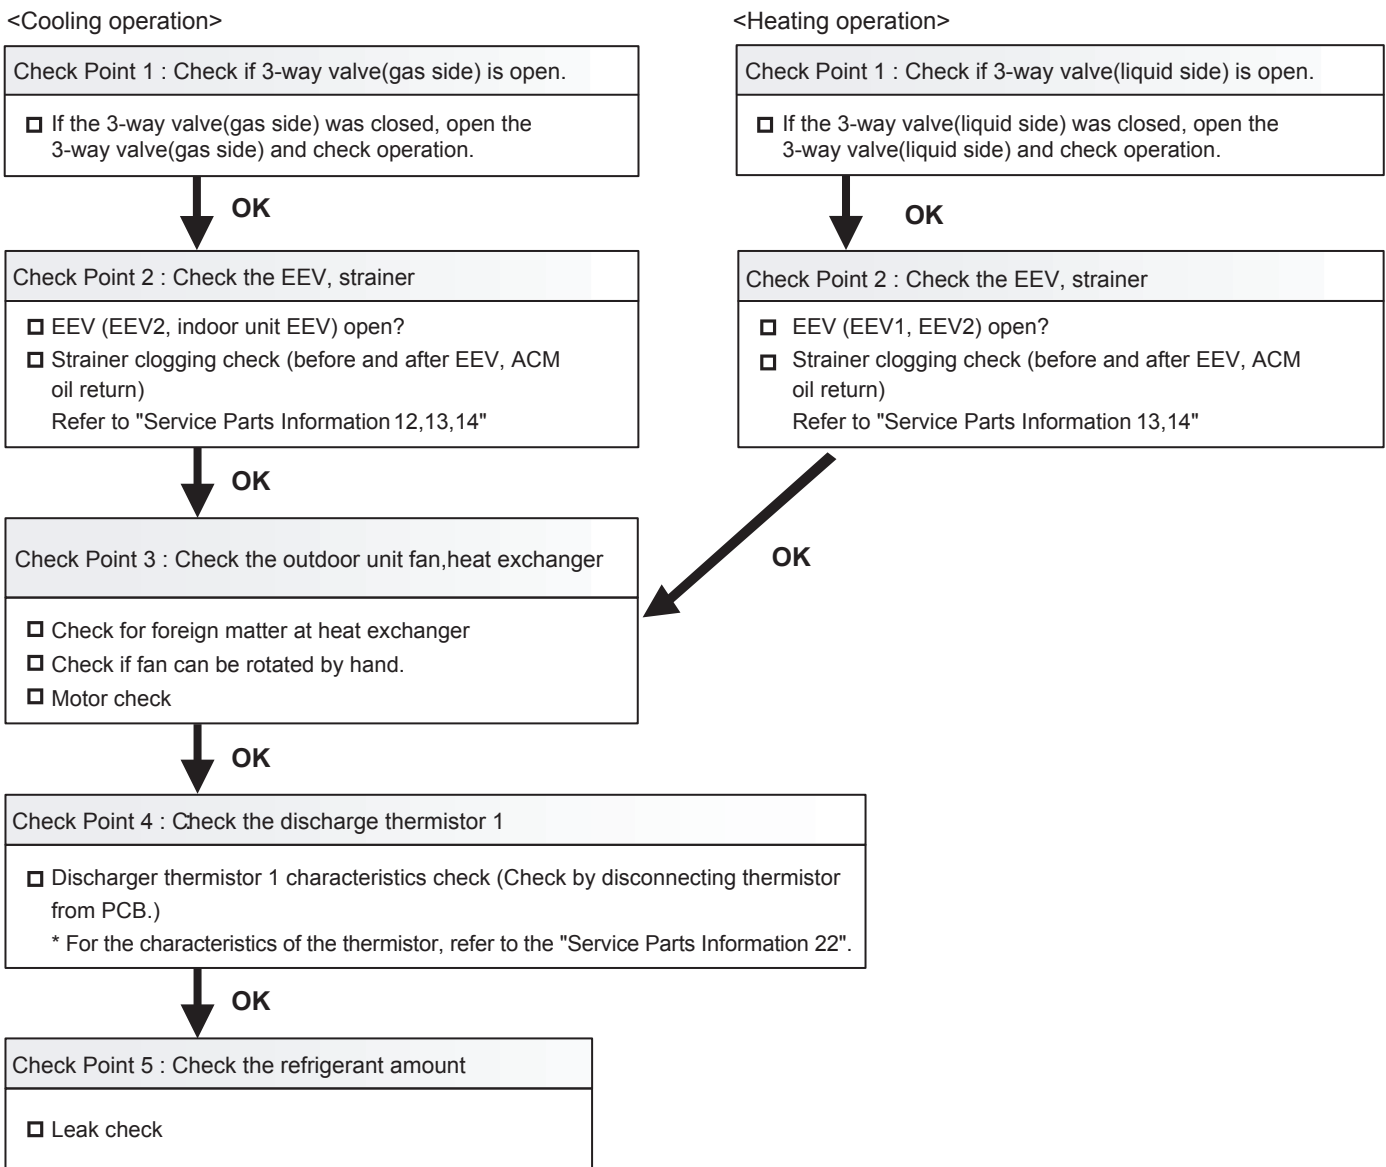 <Cooling operation>
Check Point 1 : Check if 3-way valve(gas side) is open.
If the 3-way valve(gas side) was closed, open the
3-way valve(gas side) and check operation.
OK
Check Point 2 : Check the EEV, strainer
EEV (EEV2, indoor unit EEV) open?
Strainer clogging check (before and after EEV, ACM
oil return)
Refer to "Service Parts Information 12,13,14"
OK
<Heating operation>
Check Point 1 : Check if 3-way valve(liquid side) is open.
If the 3-way valve(liquid side) was closed, open the
3-way valve(liquid side) and check operation.
OK
Check Point 2 : Check the EEV, strainer
EEV (EEV1, EEV2) open?
Strainer clogging check (before and after EEV, ACM
oil return)
Refer to "Service Parts Information 13,14"
OK
Check Point 3 : Check the outdoor unit fan,heat exchanger
Check for foreign matter at heat exchanger
Check if fan can be rotated by hand.
Motor check
OK
Check Point 4 : Check the discharge thermistor 1
Discharger thermistor 1 characteristics check (Check by disconnecting thermistor
from PCB.)
* For the characteristics of the thermistor, refer to the "Service Parts Information 22".
OK
Check Point 5 : Check the refrigerant amount
Leak check